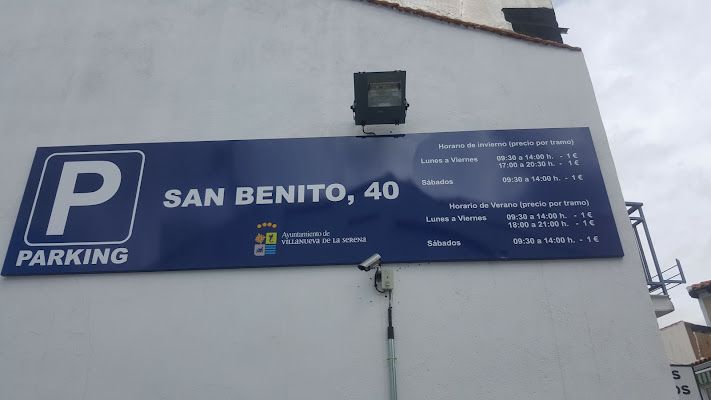 P
PARKING
SAN BENITO, 40
Ayuntamiento de
VILLANUEVA DE LA SERENA
Horario de invierno (precio por tramo)
Lunes a Viernes 09:30 a 14:00 h. - 1 €
17:00 a 20:30 h. - 1 €
Sábados 09:30 a 14:00 h. - 1 €
Horario de Verano (precio por tramo)
Lunes a Viernes 09:30 a 14:00 h. - 1 €
18:00 a 21:00 h. - 1 €
Sábados 09:30 a 14:00 h. - 1 €